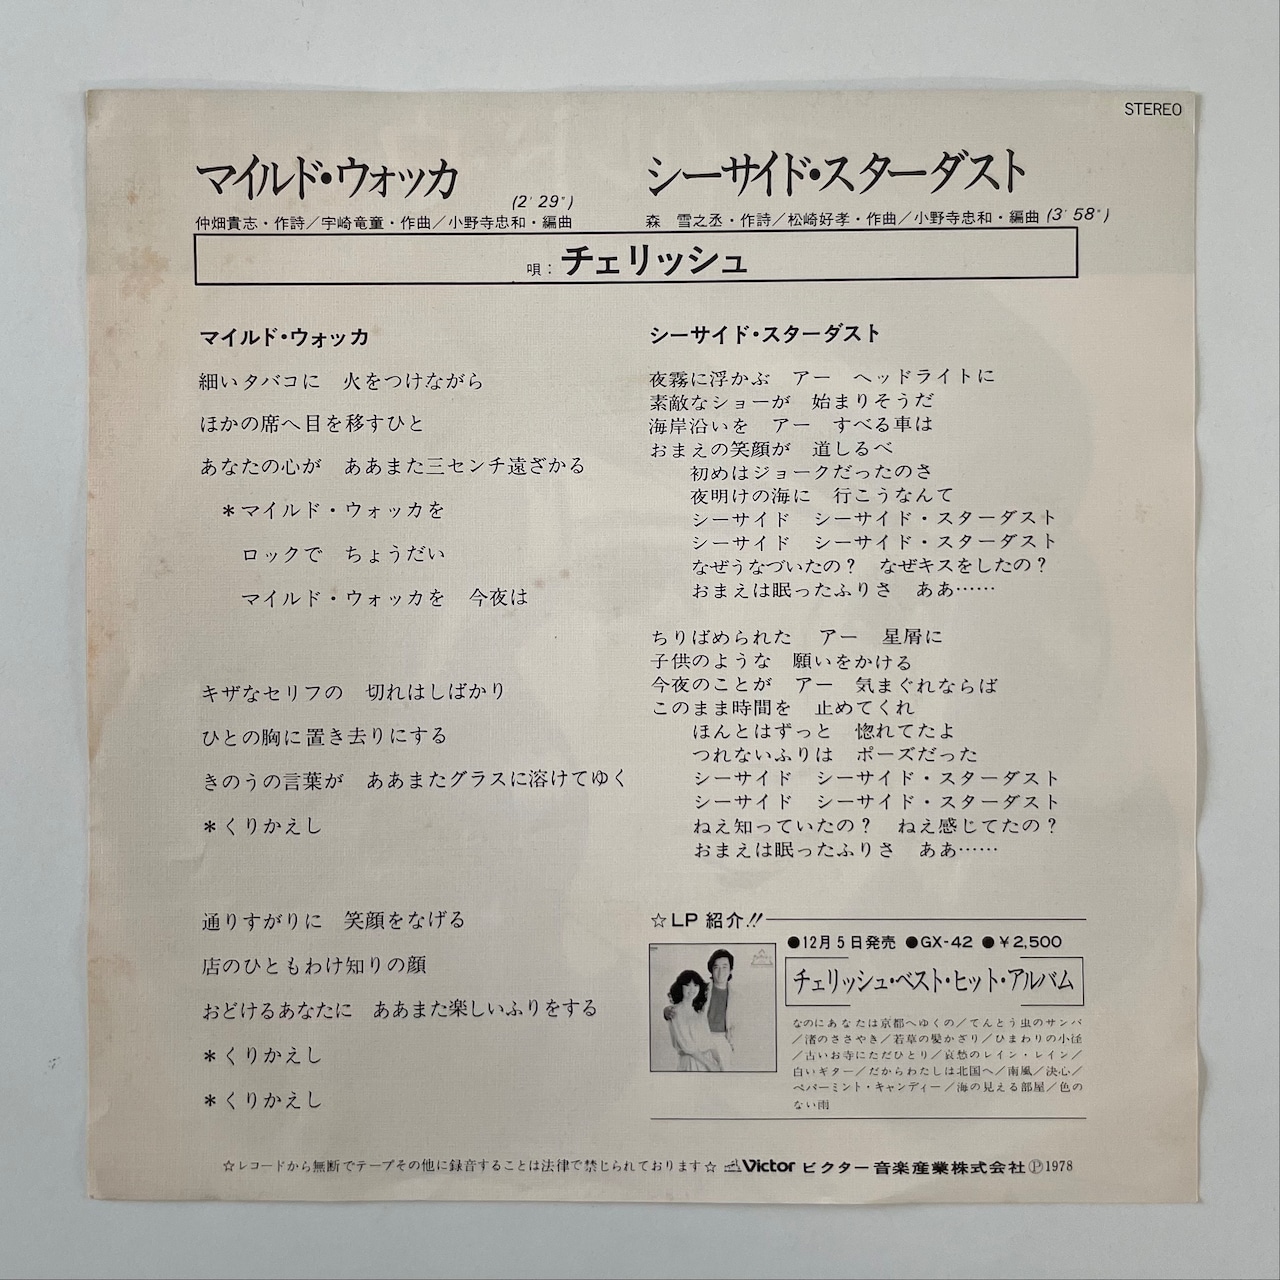 STEREO
マイルド・ウォッカ
(2′29″)
仲畑貴志・作詩／宇崎竜童・作曲／小野寺忠和・編曲
シーサイド・スターダスト
森 雪之丞・作詩／松崎好孝・作曲／小野寺忠和・編曲 (3′58″)
唄：チェリッシュ
マイルド・ウォッカ
細いタバコに 火をつけながら
ほかの席へ目を移すひと
あなたの心が ああまた三センチ遠ざかる
＊マイルド・ウォッカを
ロックで ちょうだい
マイルド・ウォッカを 今夜は
キザなセリフの 切れはしばかり
ひとの胸に置き去りにする
きのうの言葉が ああまたグラスに溶けてゆく
＊くりかえし
通りすがりに 笑顔をなげる
店のひともわけ知りの顔
おどけるあなたに ああまた楽しいふりをする
＊くりかえし
＊くりかえし
シーサイド・スターダスト
夜霧に浮かぶ アー ヘッドライトに
素敵なショーが 始まりそうだ
海岸沿いを アー すべる車は
おまえの笑顔が 道しるべ
初めはジョークだったのさ
夜明けの海に 行こうなんて
シーサイド シーサイド・スターダスト
シーサイド シーサイド・スターダスト
なぜうなづいたの？ なぜキスをしたの？
おまえは眠ったふりさ ああ……
ちりばめられた アー 星屑に
子供のような 願いをかける
今夜のことが アー 気まぐれならば
このまま時間を 止めてくれ
ほんとはずっと 惚れてたよ
つれないふりは ポーズだった
シーサイド シーサイド・スターダスト
シーサイド シーサイド・スターダスト
ねえ知っていたの？ ねえ感じてたの？
おまえは眠ったふりさ ああ……
☆LP紹介!!
●12月5日発売 ●GX-42 ●￥2,500
チェリッシュ・ベスト・ヒット・アルバム
なのにあなたは京都へゆくの／てんとう虫のサンバ
／渚のささやき／若草の髪かざり／ひまわりの小径
／古いお寺にただひとり／哀愁のレイン・レイン／
白いギター／だからわたしは北国へ／南風／決心／
ペパーミント・キャンディー／海の見える部屋／色の
ない雨
☆レコードから無断でテープその他に録音することは法律で禁じられております☆ Victor ビクター音楽産業株式会社 Ⓟ1978